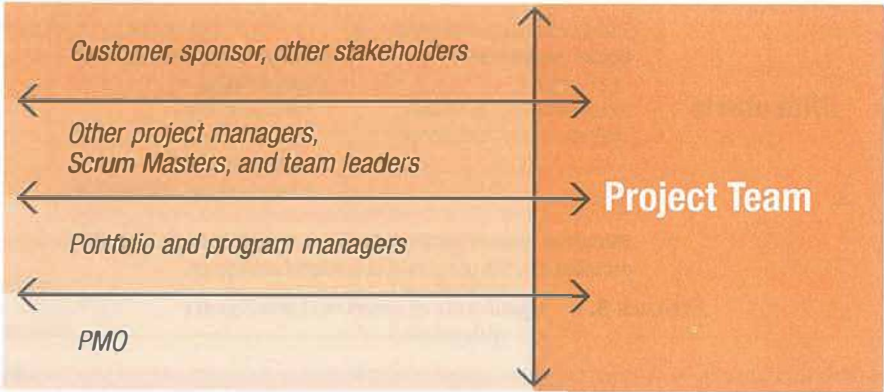 Customer, sponsor, other stakeholders
Other project managers,
Scrum Masters, and team leaders
Project Team
Portfolio and program managers
PMO